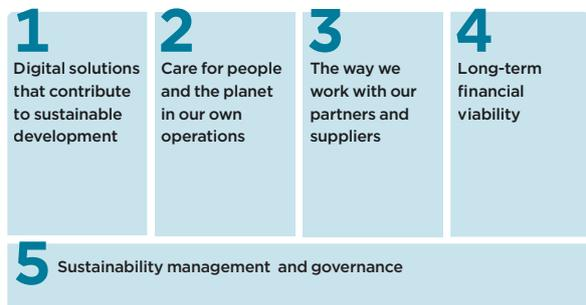 1
Digital solutions
that contribute
to sustainable
development
2
Care for people
and the planet
in our own
operations
3
The way we
work with our
partners and
suppliers
4
Long-term
financial
viability
5 Sustainability management and governance